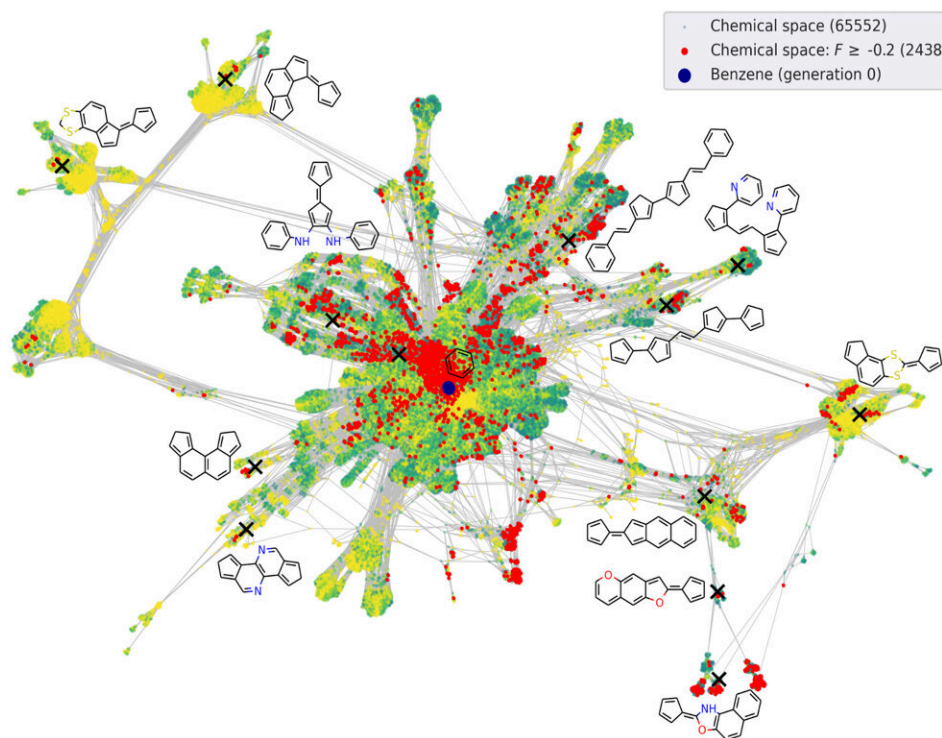 Chemical space (65552)
Chemical space: F ≥ -0.2 (2438
Benzene (generation 0)
S
S
N
N
NH
NH
S
S
N
N
O
O
NH
O